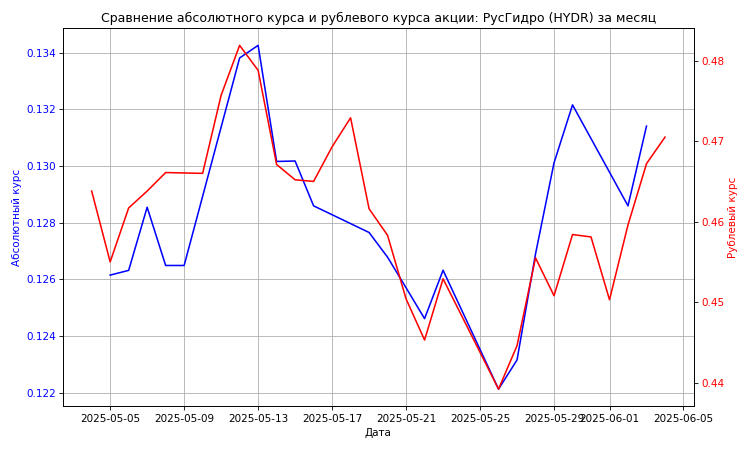 Сравнение абсолютного курса и рублевого курса акции: РусГидро (HYDR) за месяц
Абсолютный курс
0.134
0.132
0.130
0.128
0.126
0.124
0.122
0.48
0.47
0.46
0.45
0.44
Рублевый курс
2025-05-05 2025-05-09 2025-05-13 2025-05-17 2025-05-21 2025-05-25 2025-05-29 2025-06-01 2025-06-05
Дата